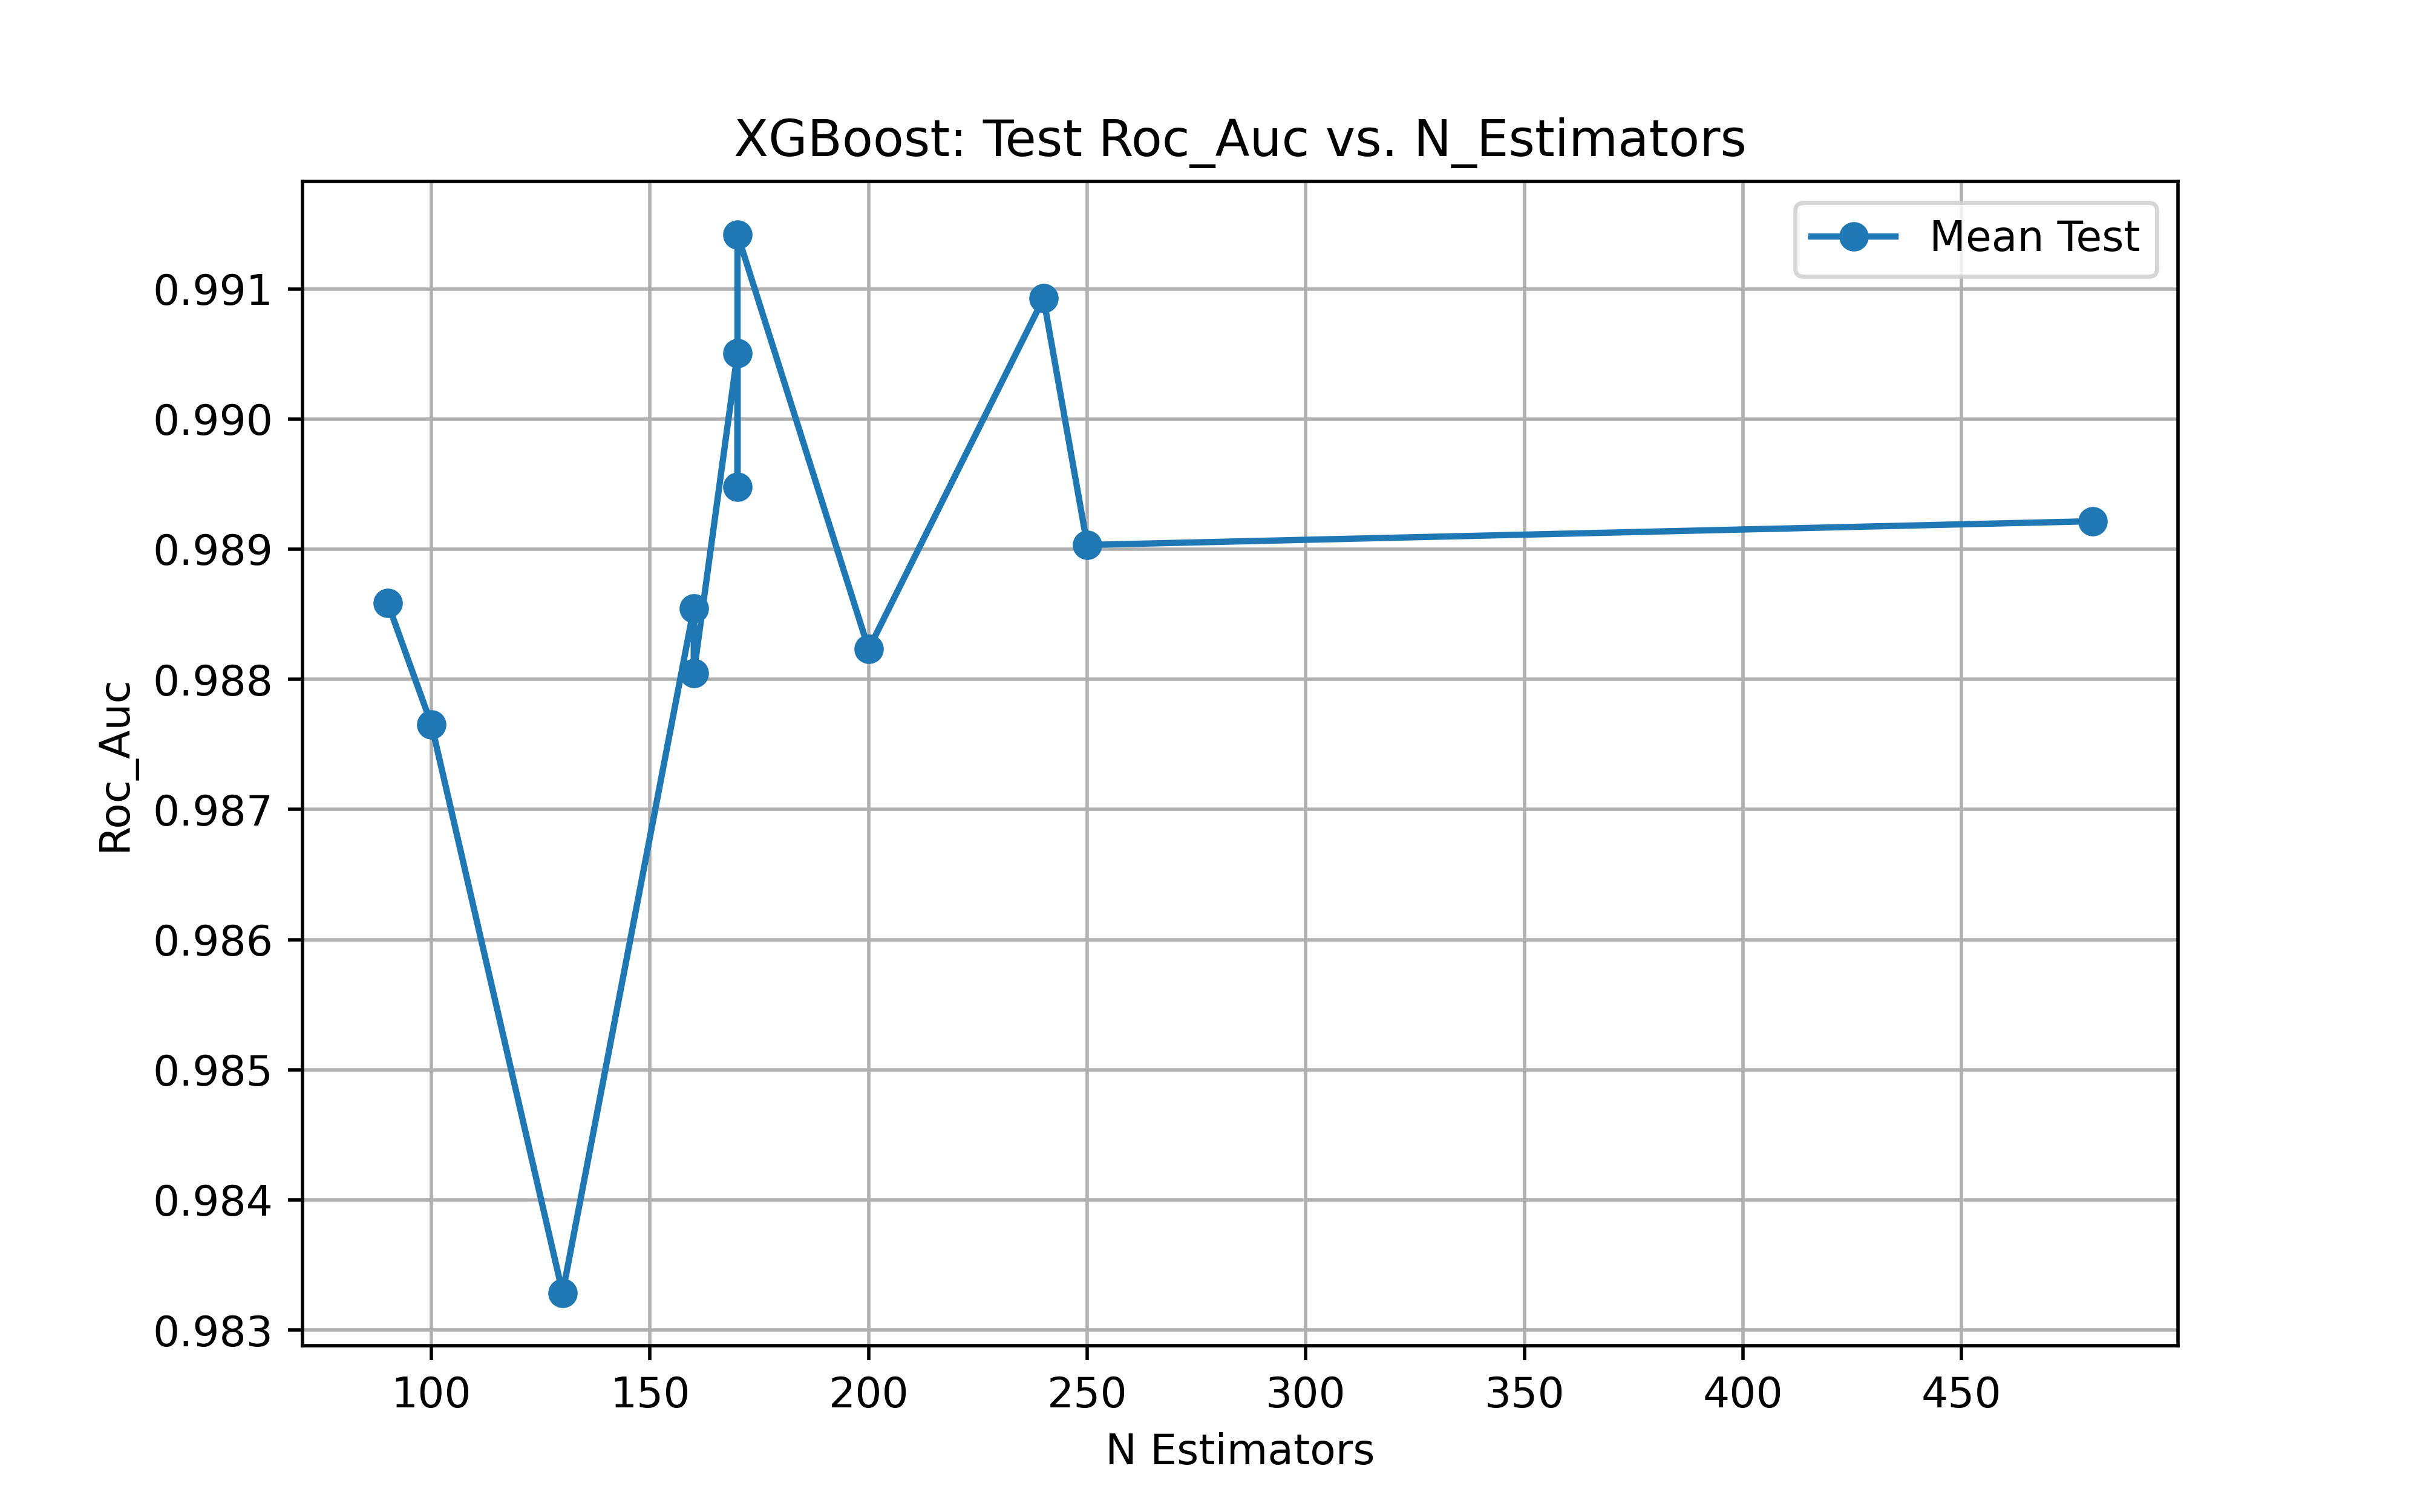 XGBoost: Test Roc_Auc vs. N_Estimators
Mean Test
Roc_Auc
0.991
0.990
0.989
0.988
0.987
0.986
0.985
0.984
0.983
100 150 200 250 300 350 400 450
N Estimators